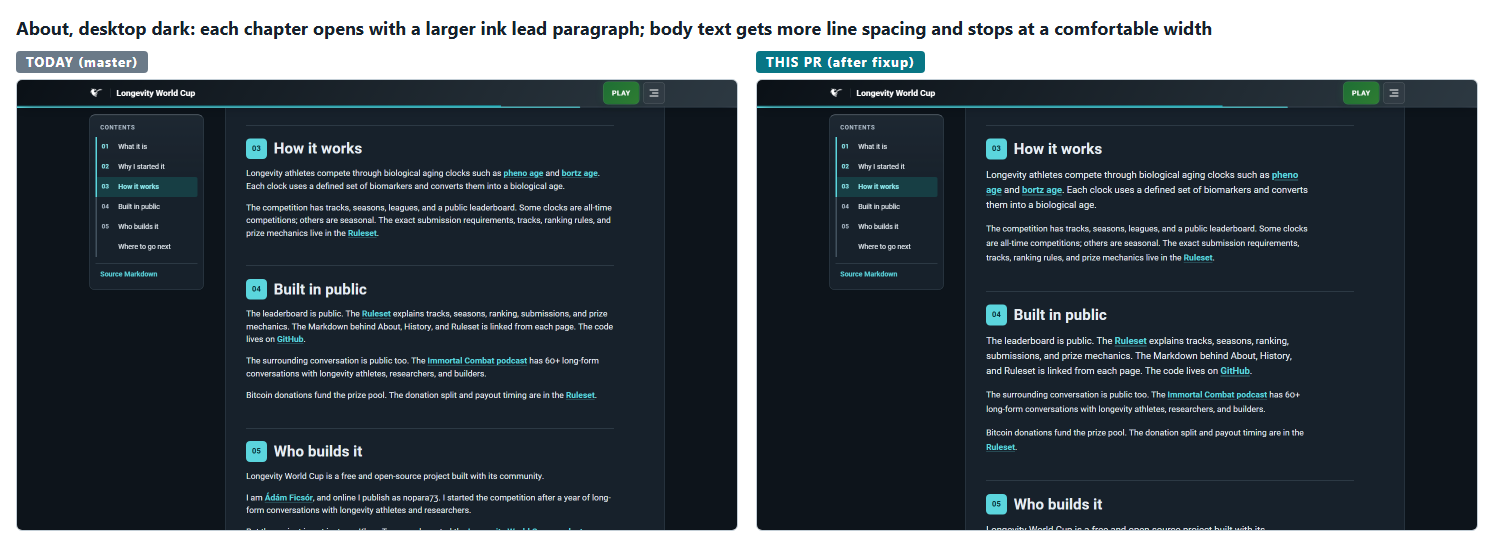 About, desktop dark: each chapter opens with a larger ink lead paragraph; body text gets more line spacing and stops at a comfortable width
TODAY (master)
Longevity World Cup
PLAY
CONTENTS
01 What it is
02 Why I started it
03 How it works
04 Built in public
05 Who builds it
Where to go next
Source Markdown
03 How it works
Longevity athletes compete through biological aging clocks such as pheno age and bortz age.
Each clock uses a defined set of biomarkers and converts them into a biological age.
The competition has tracks, seasons, leagues, and a public leaderboard. Some clocks are all-time
competitions; others are seasonal. The exact submission requirements, tracks, ranking rules, and
prize mechanics live in the Ruleset.
04 Built in public
The leaderboard is public. The Ruleset explains tracks, seasons, ranking, submissions, and prize
mechanics. The Markdown behind About, History, and Ruleset is linked from each page. The code
lives on GitHub.
The surrounding conversation is public too. The Immortal Combat podcast has 60+ long-form
conversations with longevity athletes, researchers, and builders.
Bitcoin donations fund the prize pool. The donation split and payout timing are in the Ruleset.
05 Who builds it
Longevity World Cup is a free and open-source project built with its community.
I am Ádám Ficsór, and online I publish as nopara73. I started the competition after a year of long-
form conversations with longevity athletes and researchers.
THIS PR (after fixup)
Longevity World Cup
PLAY
CONTENTS
01 What it is
02 Why I started it
03 How it works
04 Built in public
05 Who builds it
Where to go next
Source Markdown
03 How it works
Longevity athletes compete through biological aging clocks such as pheno
age and bortz age. Each clock uses a defined set of biomarkers and converts
them into a biological age.
The competition has tracks, seasons, leagues, and a public leaderboard. Some clocks
are all-time competitions; others are seasonal. The exact submission requirements,
tracks, ranking rules, and prize mechanics live in the Ruleset.
04 Built in public
The leaderboard is public. The Ruleset explains tracks, seasons, ranking,
submissions, and prize mechanics. The Markdown behind About, History,
and Ruleset is linked from each page. The code lives on GitHub.
The surrounding conversation is public too. The Immortal Combat podcast has 60+
long-form conversations with longevity athletes, researchers, and builders.
Bitcoin donations fund the prize pool. The donation split and payout timing are in the
Ruleset.
05 Who builds it
Longevity World Cup is a free and open-source project built with its